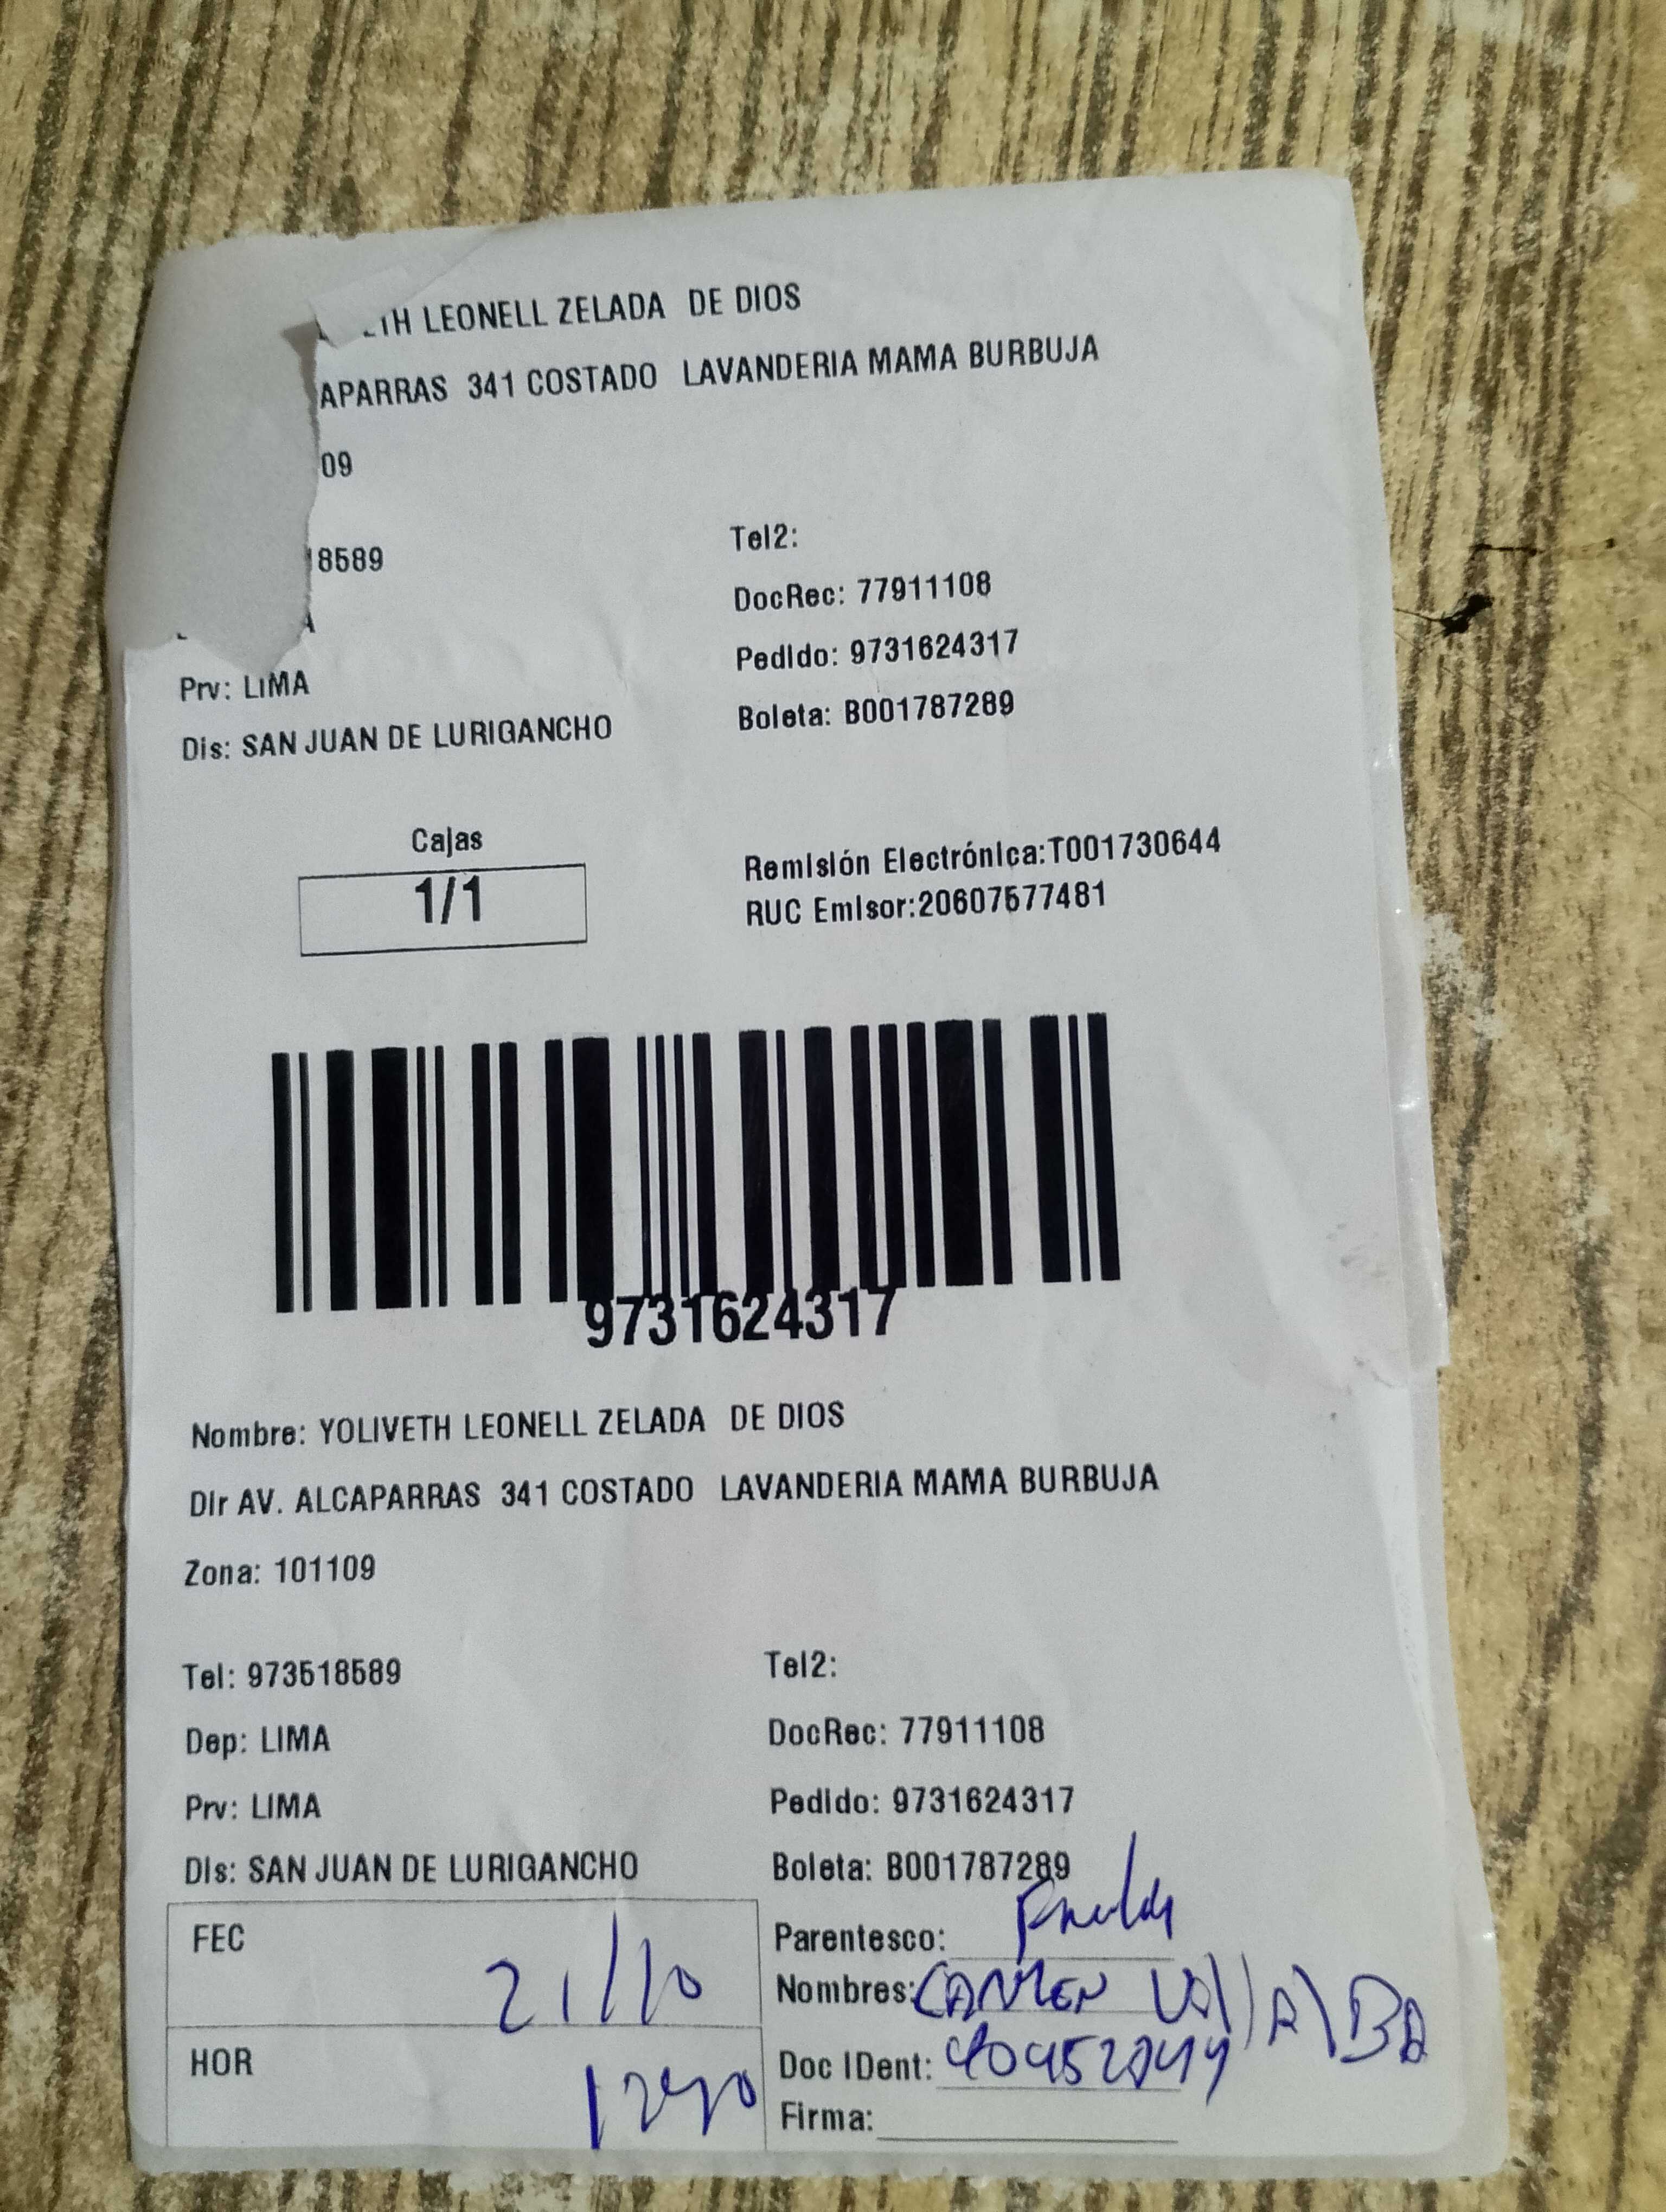 ETH LEONELL ZELADA DE DIOS
APARRAS 341 COSTADO LAVANDERIA MAMA BURBUJA
09
18589
A
Tel2:
DocRec: 77911108
Pedido: 9731624317
Boleta: B001787289
Prv: LIMA
Dis: SAN JUAN DE LURIGANCHO
Cajas
1/1
Remisión Electrónica:T001730644
RUC Emisor:20607577481
9731624317
Nombre: YOLIVETH LEONELL ZELADA DE DIOS
Dir AV. ALCAPARRAS 341 COSTADO LAVANDERIA MAMA BURBUJA
Zona: 101109
Tel: 973518589
Dep: LIMA
Prv: LIMA
Dis: SAN JUAN DE LURIGANCHO
Tel2:
DocRec: 77911108
Pedido: 9731624317
Boleta: B001787289
FEC 21/10
HOR 1240
Parentesco:
Nombres: CARMEN
Doc IDent:
Firma: